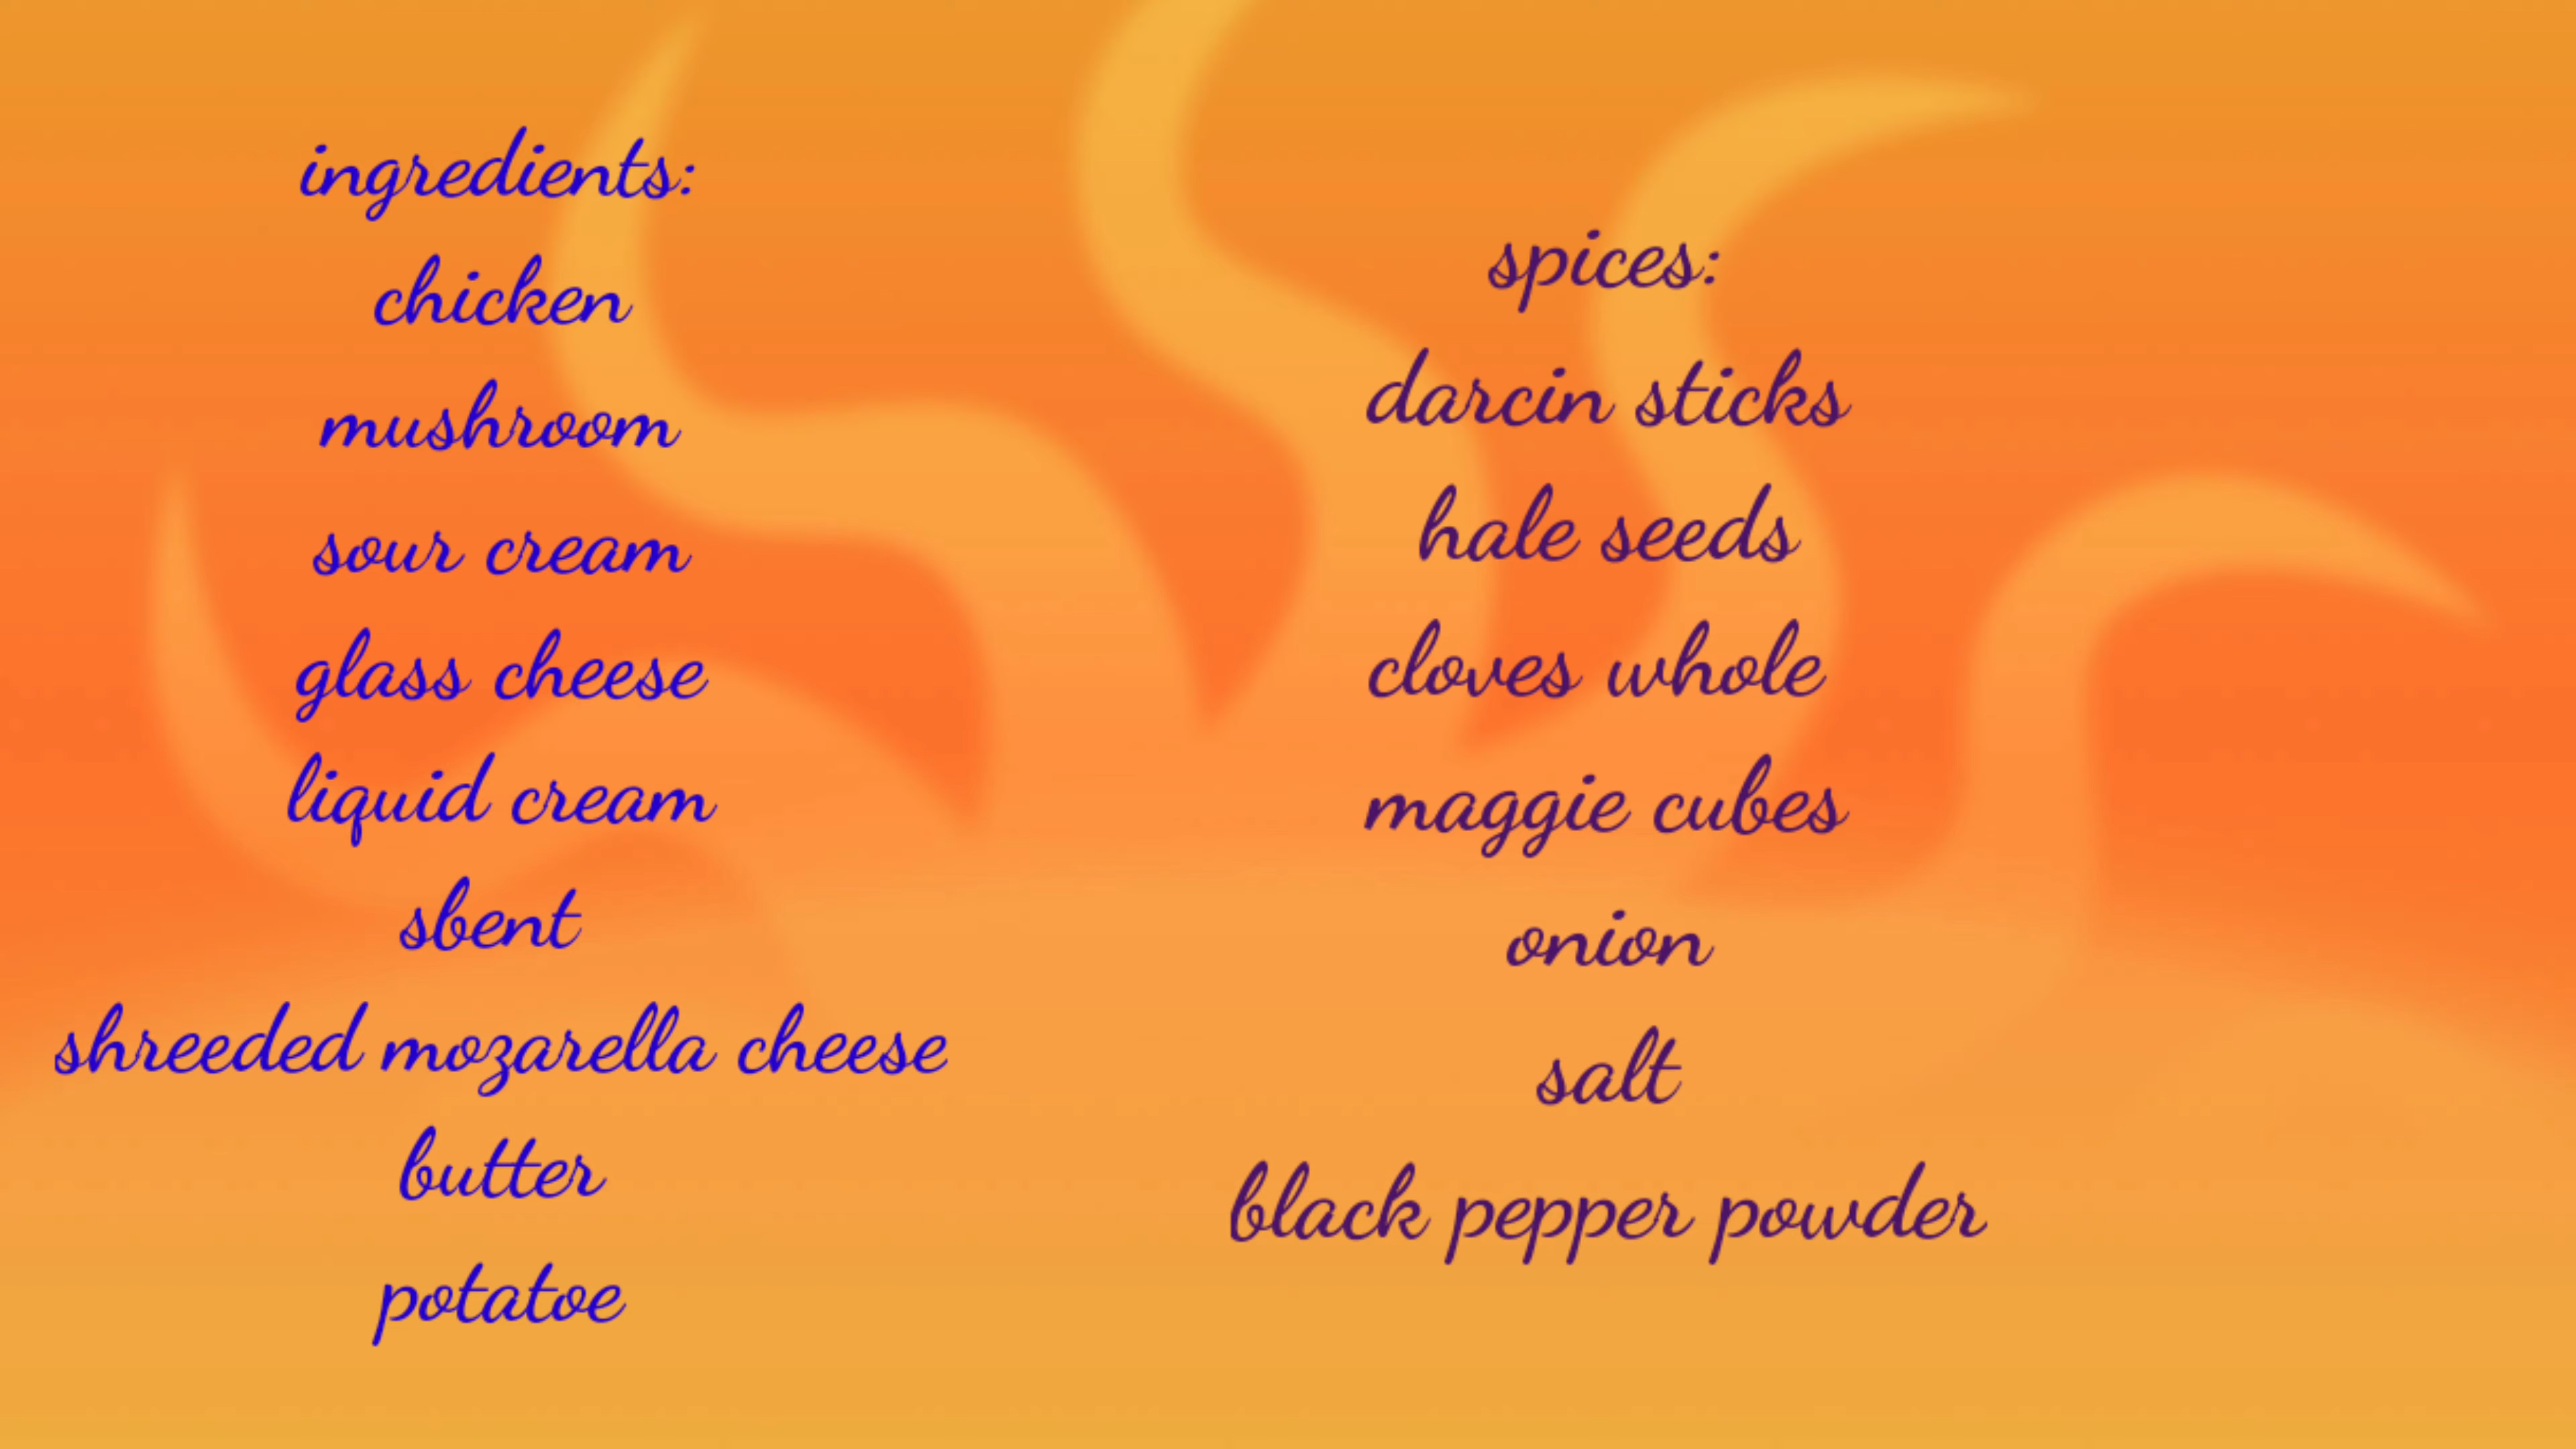 ingredients:
chicken
mushroom
sour cream
glass cheese
liquid cream
sbent
shreeded mozarella cheese
butter
potatoe
spices:
darcin sticks
hale seeds
cloves whole
maggie cubes
onion
salt
black pepper powder